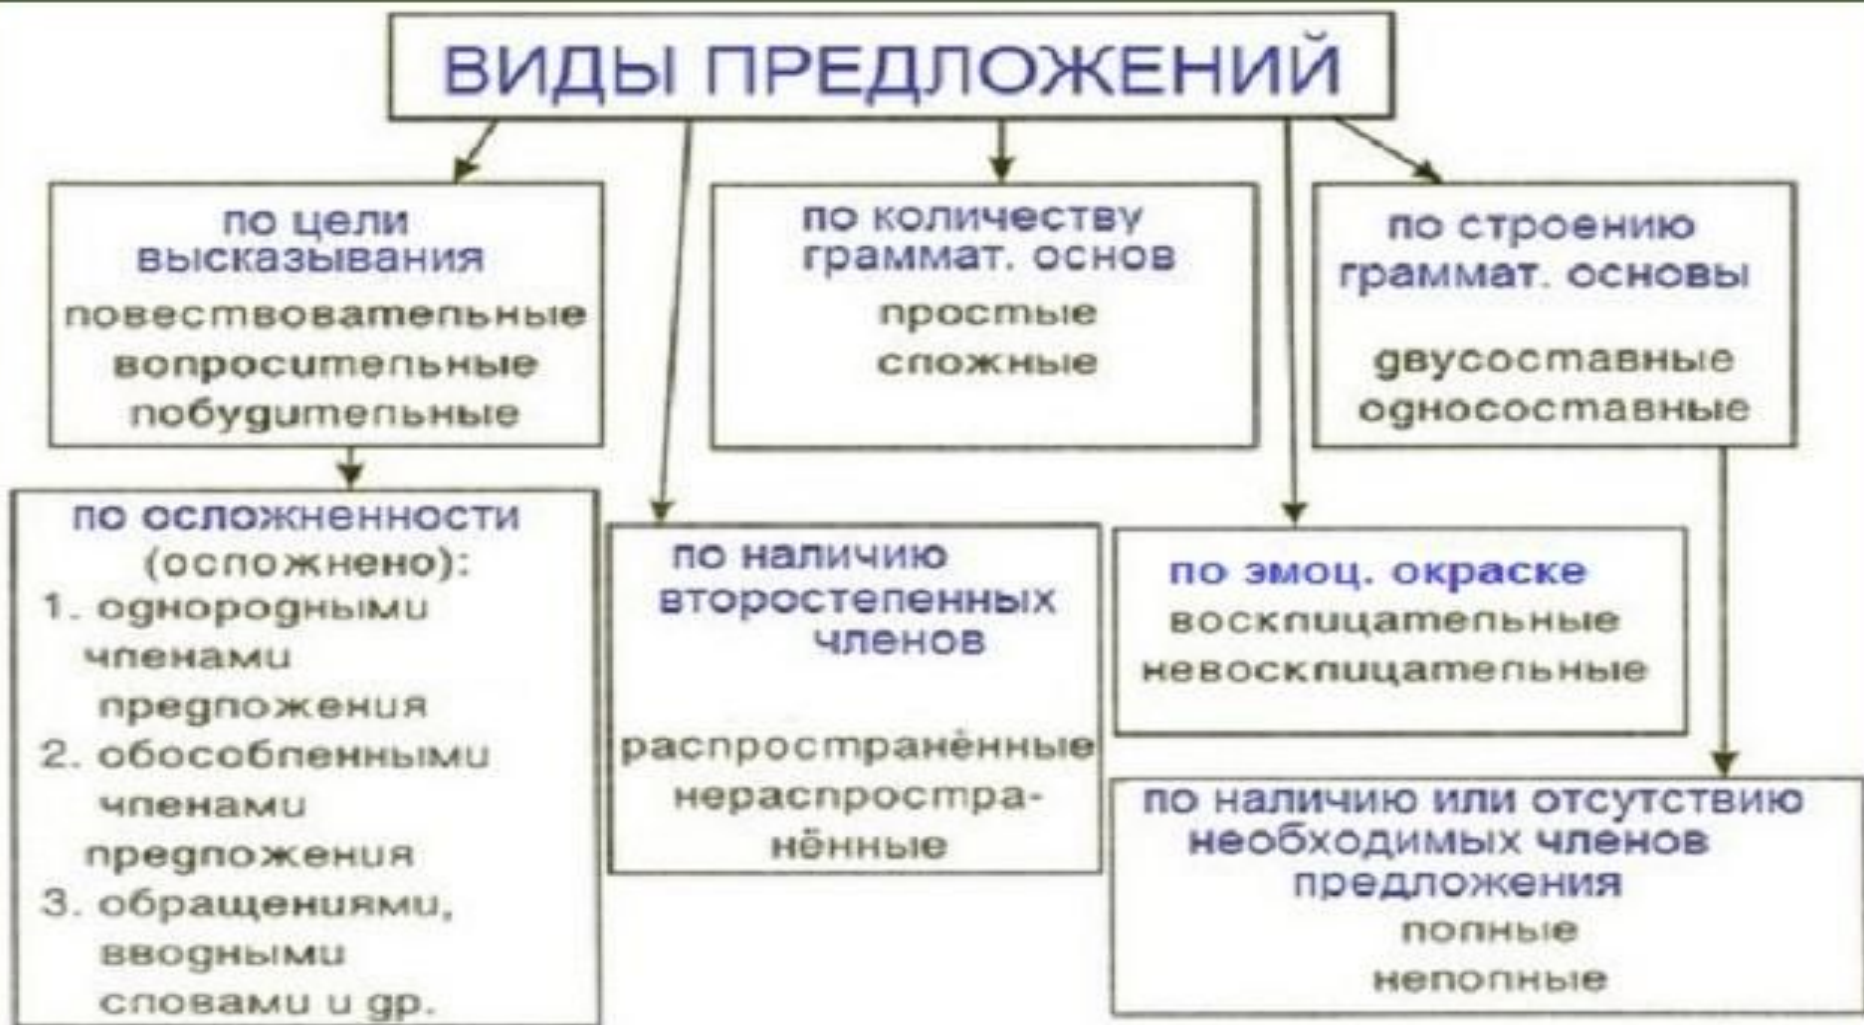 ВИДЫ ПРЕДЛОЖЕНИЙ
по цели
высказывания
повествовательные
вопросительные
побудительные
по количеству
граммат. основ
простые
сложные
по строению
граммат. основы
двусоставные
односоставные
по осложненности
(осложнено):
1. однородными
членами
предложения
2. обособленными
членами
предложения
3. обращениями,
вводными
словами и др.
по наличию
второстепенных
членов
распространённые
нераспростра-
нённые
по эмоц. окраске
восклицательные
невосклицательные
по наличию или отсутствию
необходимых членов
предложения
полные
неполные